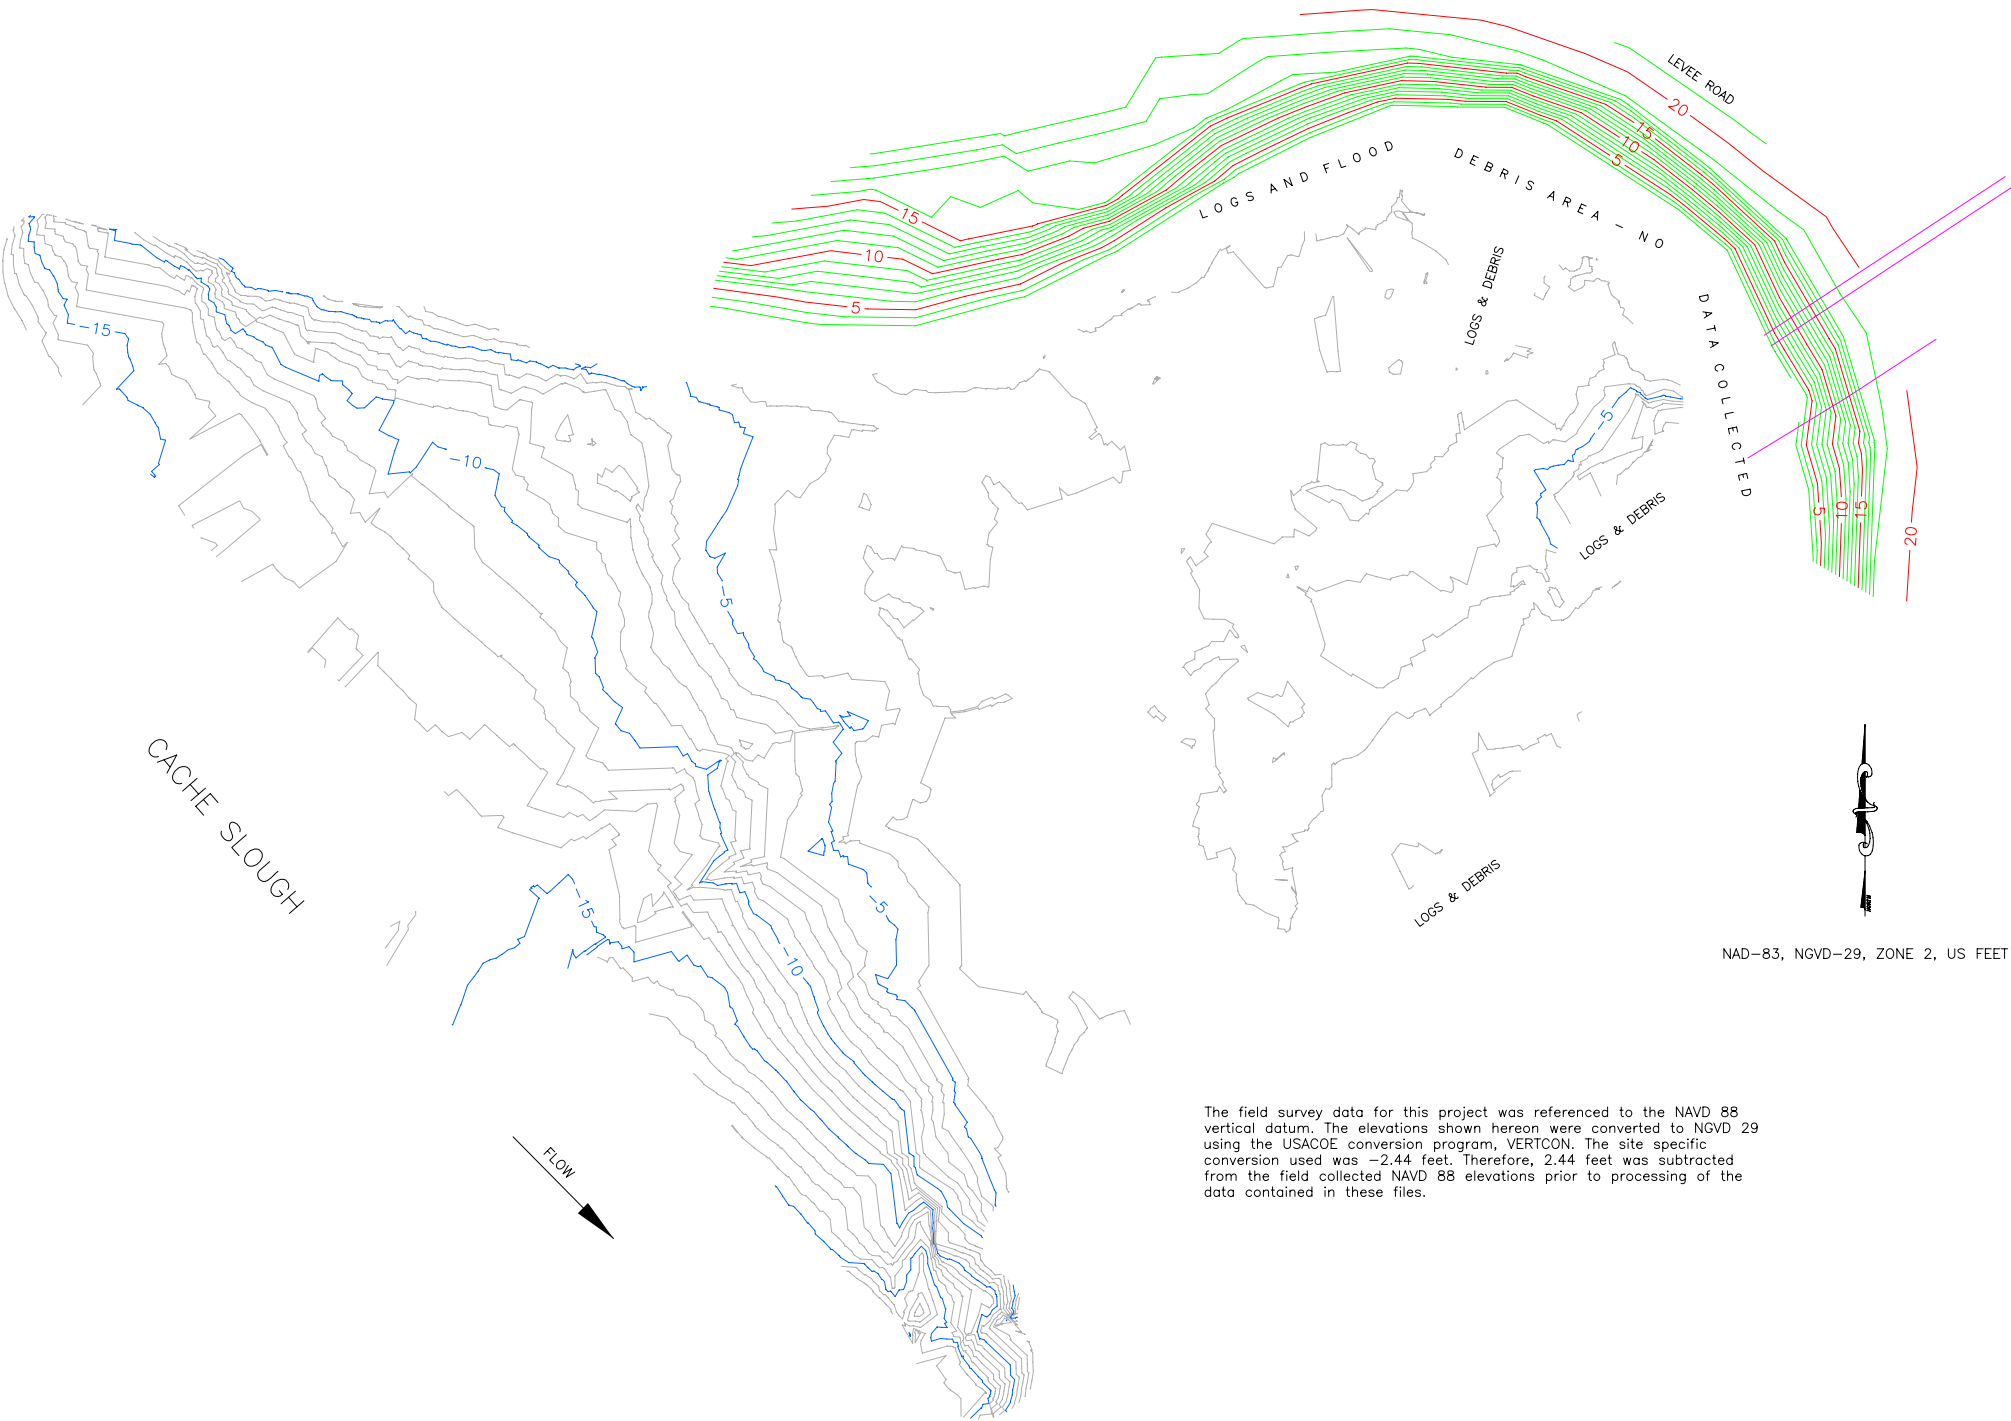 LEVEE ROAD
20
15
10
5
LOGS AND FLOOD DEBRIS AREA - NO DATA COLLECTED
15
10
5
LOGS & DEBRIS
-15
-10
-5
-5
5
10
15
20
LOGS & DEBRIS
-5
CACHE SLOUGH
-15
-5
-10
LOGS & DEBRIS
NAD-83, NGVD-29, ZONE 2, US FEET
The field survey data for this project was referenced to the NAVD 88
vertical datum. The elevations shown hereon were converted to NGVD 29
using the USACOE conversion program, VERTCON. The site specific
conversion used was -2.44 feet. Therefore, 2.44 feet was subtracted
from the field collected NAVD 88 elevations prior to processing of the
data contained in these files.
FLOW